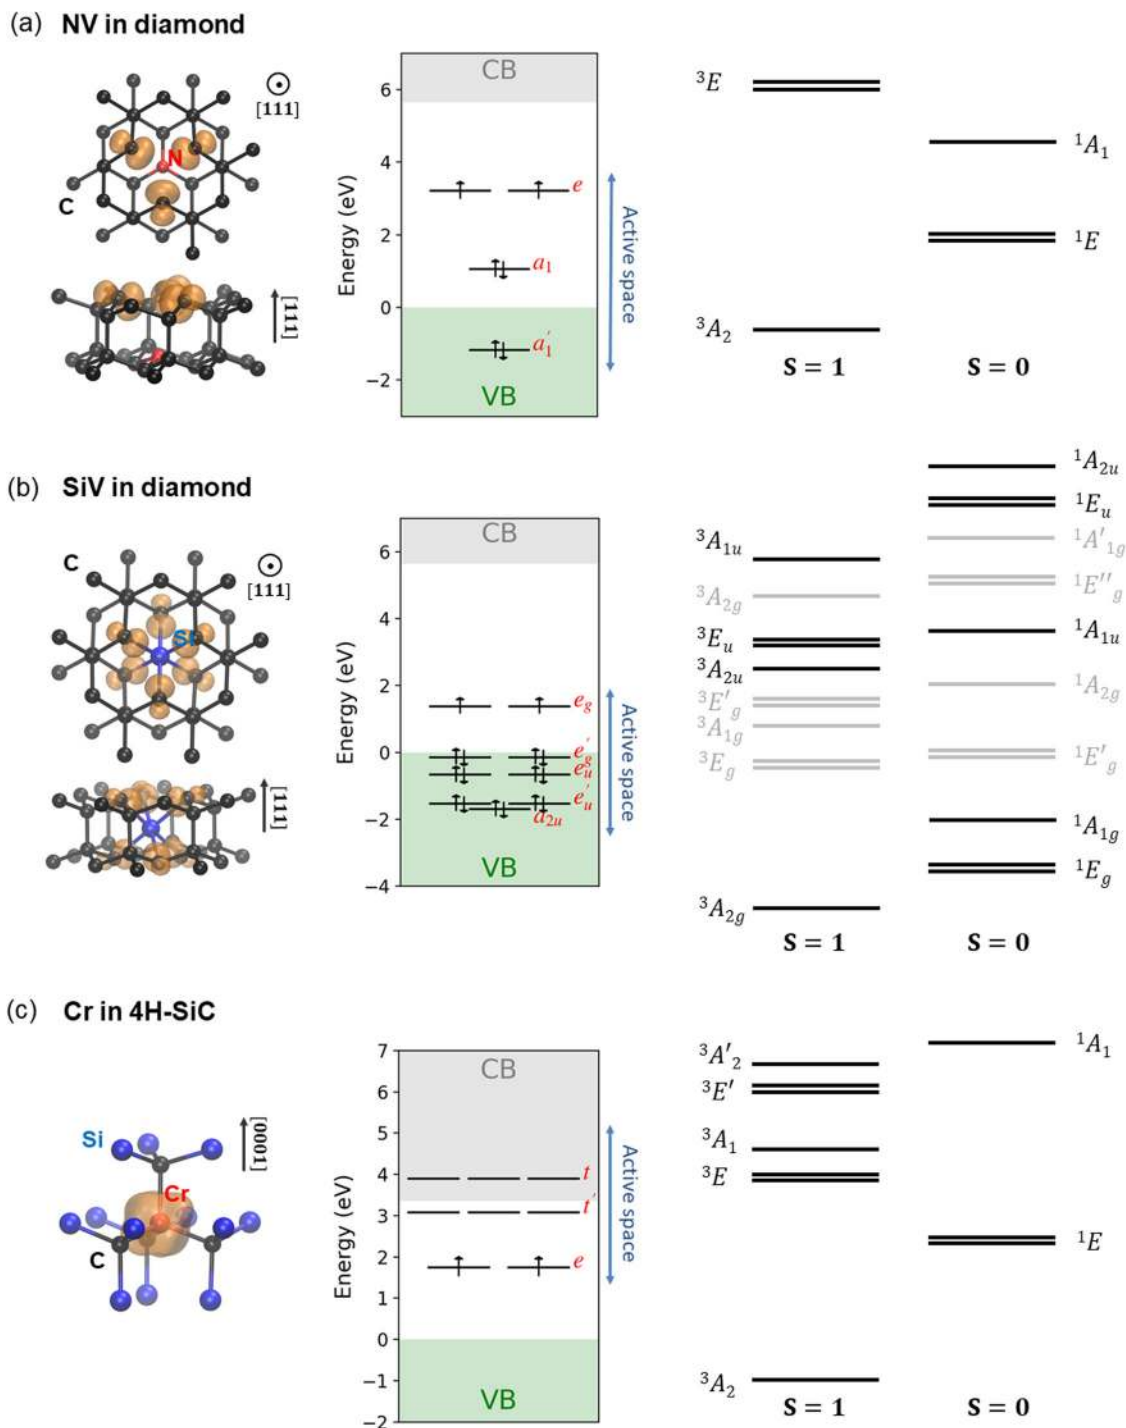 (a) NV in diamond
[111]
N
C
[111]
Energy (eV)
6
4
2
0
−2
CB
e
a₁
a₁′
VB
Active space
³E
³A₂
S = 1
¹A₁
¹E
S = 0
(b) SiV in diamond
C
[111]
Si
[111]
Energy (eV)
6
4
2
0
−2
−4
CB
e_g
e_g′
e_u
e_u′
a₂ᵤ
VB
Active space
³A₁ᵤ
³A₂g
³Eᵤ
³A₂ᵤ
³E′g
³A₁g
³Eg
³A₂g
S = 1
¹A₂ᵤ
¹Eᵤ
¹A′₁g
¹E′′g
¹A₁ᵤ
¹A₂g
¹E′g
¹A₁g
¹Eg
S = 0
(c) Cr in 4H-SiC
[0001]
Si
Cr
C
Energy (eV)
7
6
5
4
3
2
1
0
−1
−2
CB
t
t′
e
VB
Active space
³A′₂
³E′
³A₁
³E
³A₂
S = 1
¹A₁
¹E
S = 0